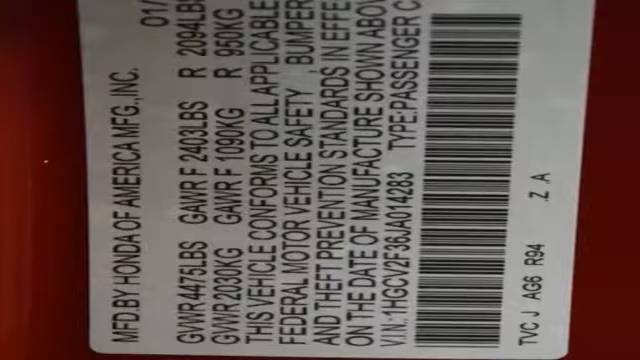 MFD.BY HONDA OF AMERICA MFG.,INC. 01/
GVWR4475LBS GAWR F 2403LBS R 2094LBS
GVWR2030KG GAWR F 1090KG R 950KG
THIS VEHICLE CONFORMS TO ALL APPLICABLE
FEDERAL MOTOR VEHICLE SAFETY , BUMPER
AND THEFT PREVENTION STANDARDS IN EFFE
ON THE DATE OF MANUFACTURE SHOWN ABOV
V.I.N.:1HGCV2F36JA014283 TYPE:PASSENGER C
TVC J AG6 R94 .Z .A